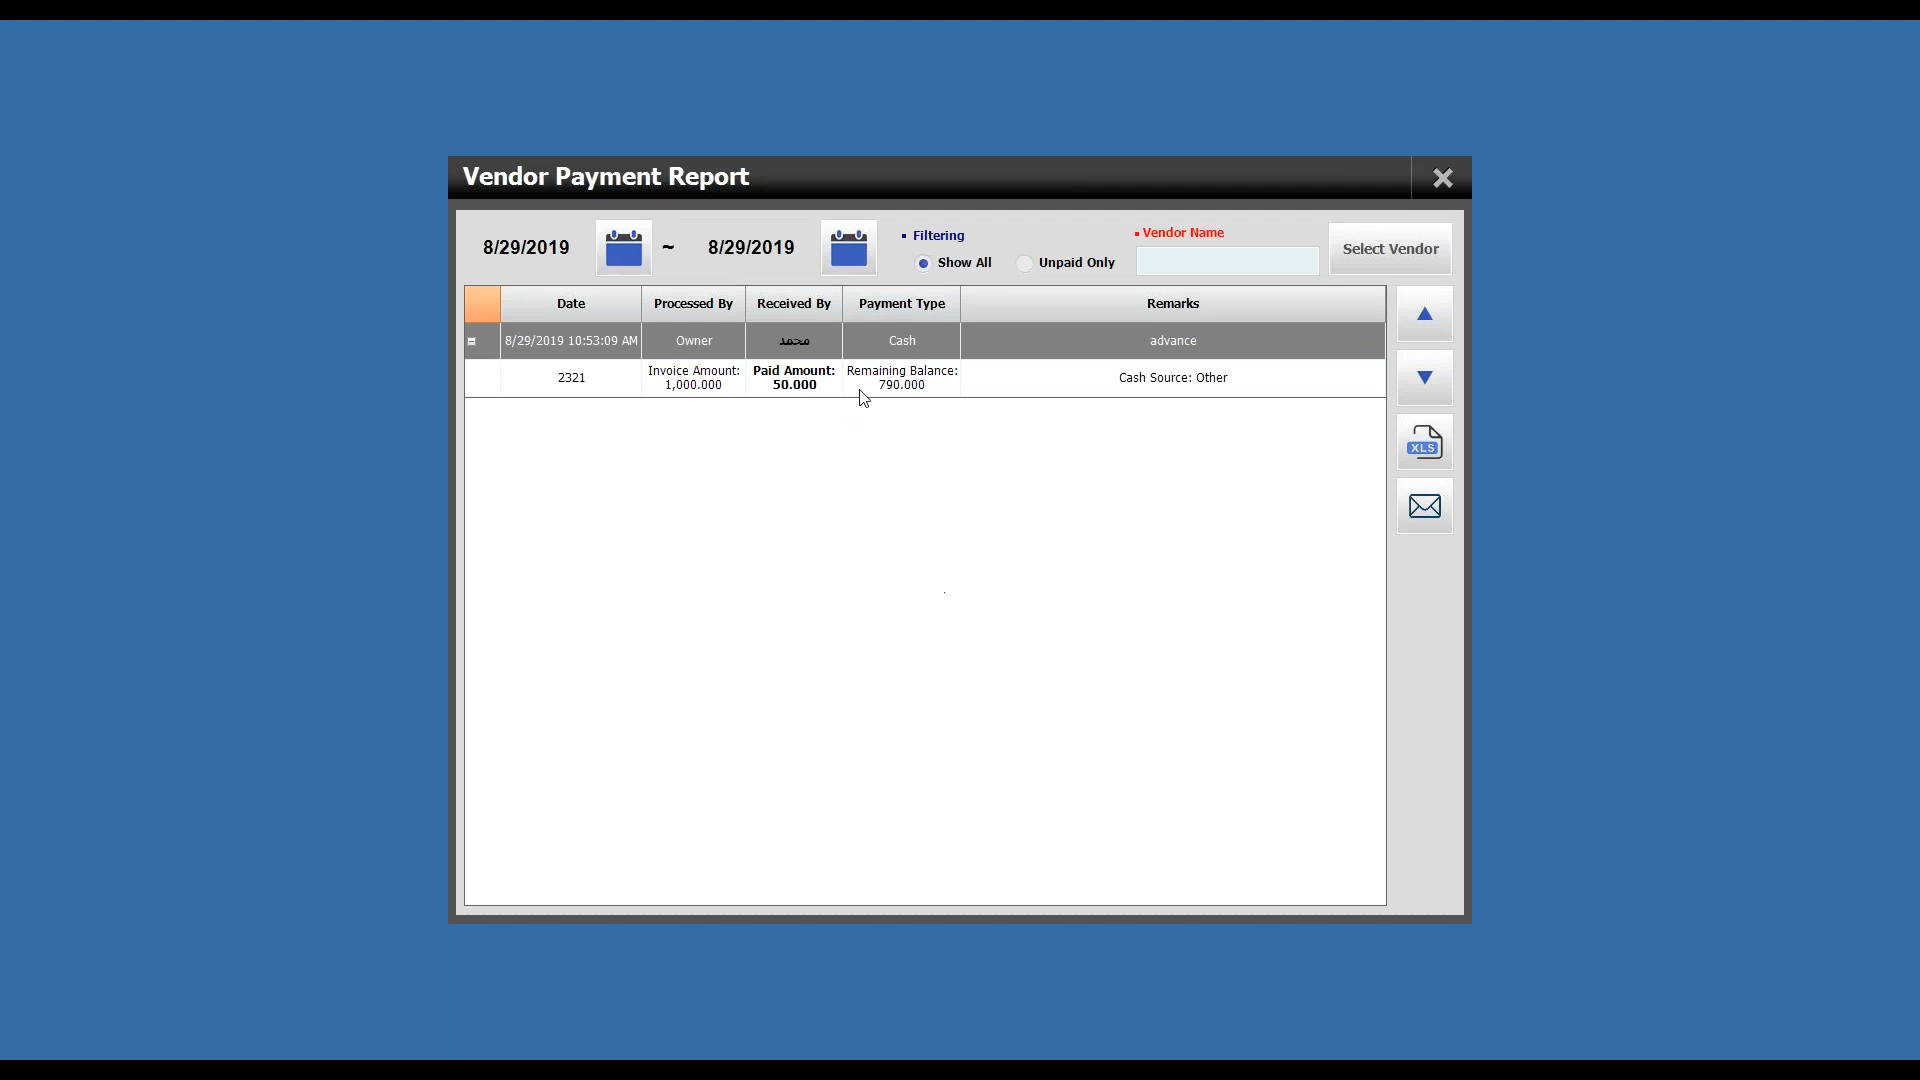 Vendor Payment Report
8/29/2019 ~ 8/29/2019
Filtering
Show All Unpaid Only
Vendor Name
Select Vendor
Date Processed By Received By Payment Type Remarks
8/29/2019 10:53:09 AM Owner محمد Cash advance
2321 Invoice Amount: 1,000.000 Paid Amount: 50.000 Remaining Balance: 790.000 Cash Source: Other
XLS